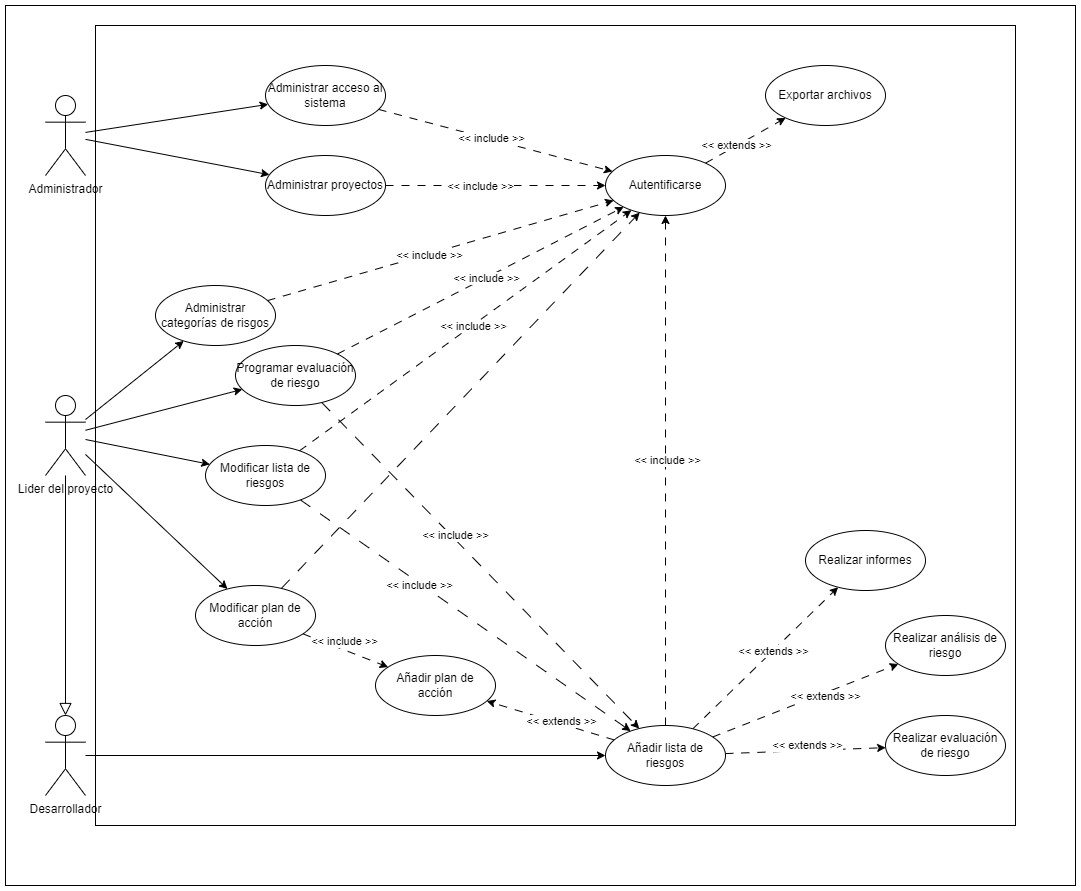 Administrar acceso al
sistema
Exportar archivos
<< include >>
<< extends >>
Administrador
Administrar proyectos
<< include >>
Autentificarse
<< include >>
<< include >>
Administrar
categorías de risgos
<< include >>
Programar evaluación
de riesgo
Lider del proyecto
Modificar lista de
riesgos
<< include >>
<< include >>
<< include >>
Realizar informes
Modificar plan de
acción
<< include >>
<< extends >>
Realizar análisis de
riesgo
Añadir plan de
acción
<< extends >>
<< extends >>
Realizar evaluación
de riesgo
<< extends >>
Añadir lista de
riesgos
Desarrollador